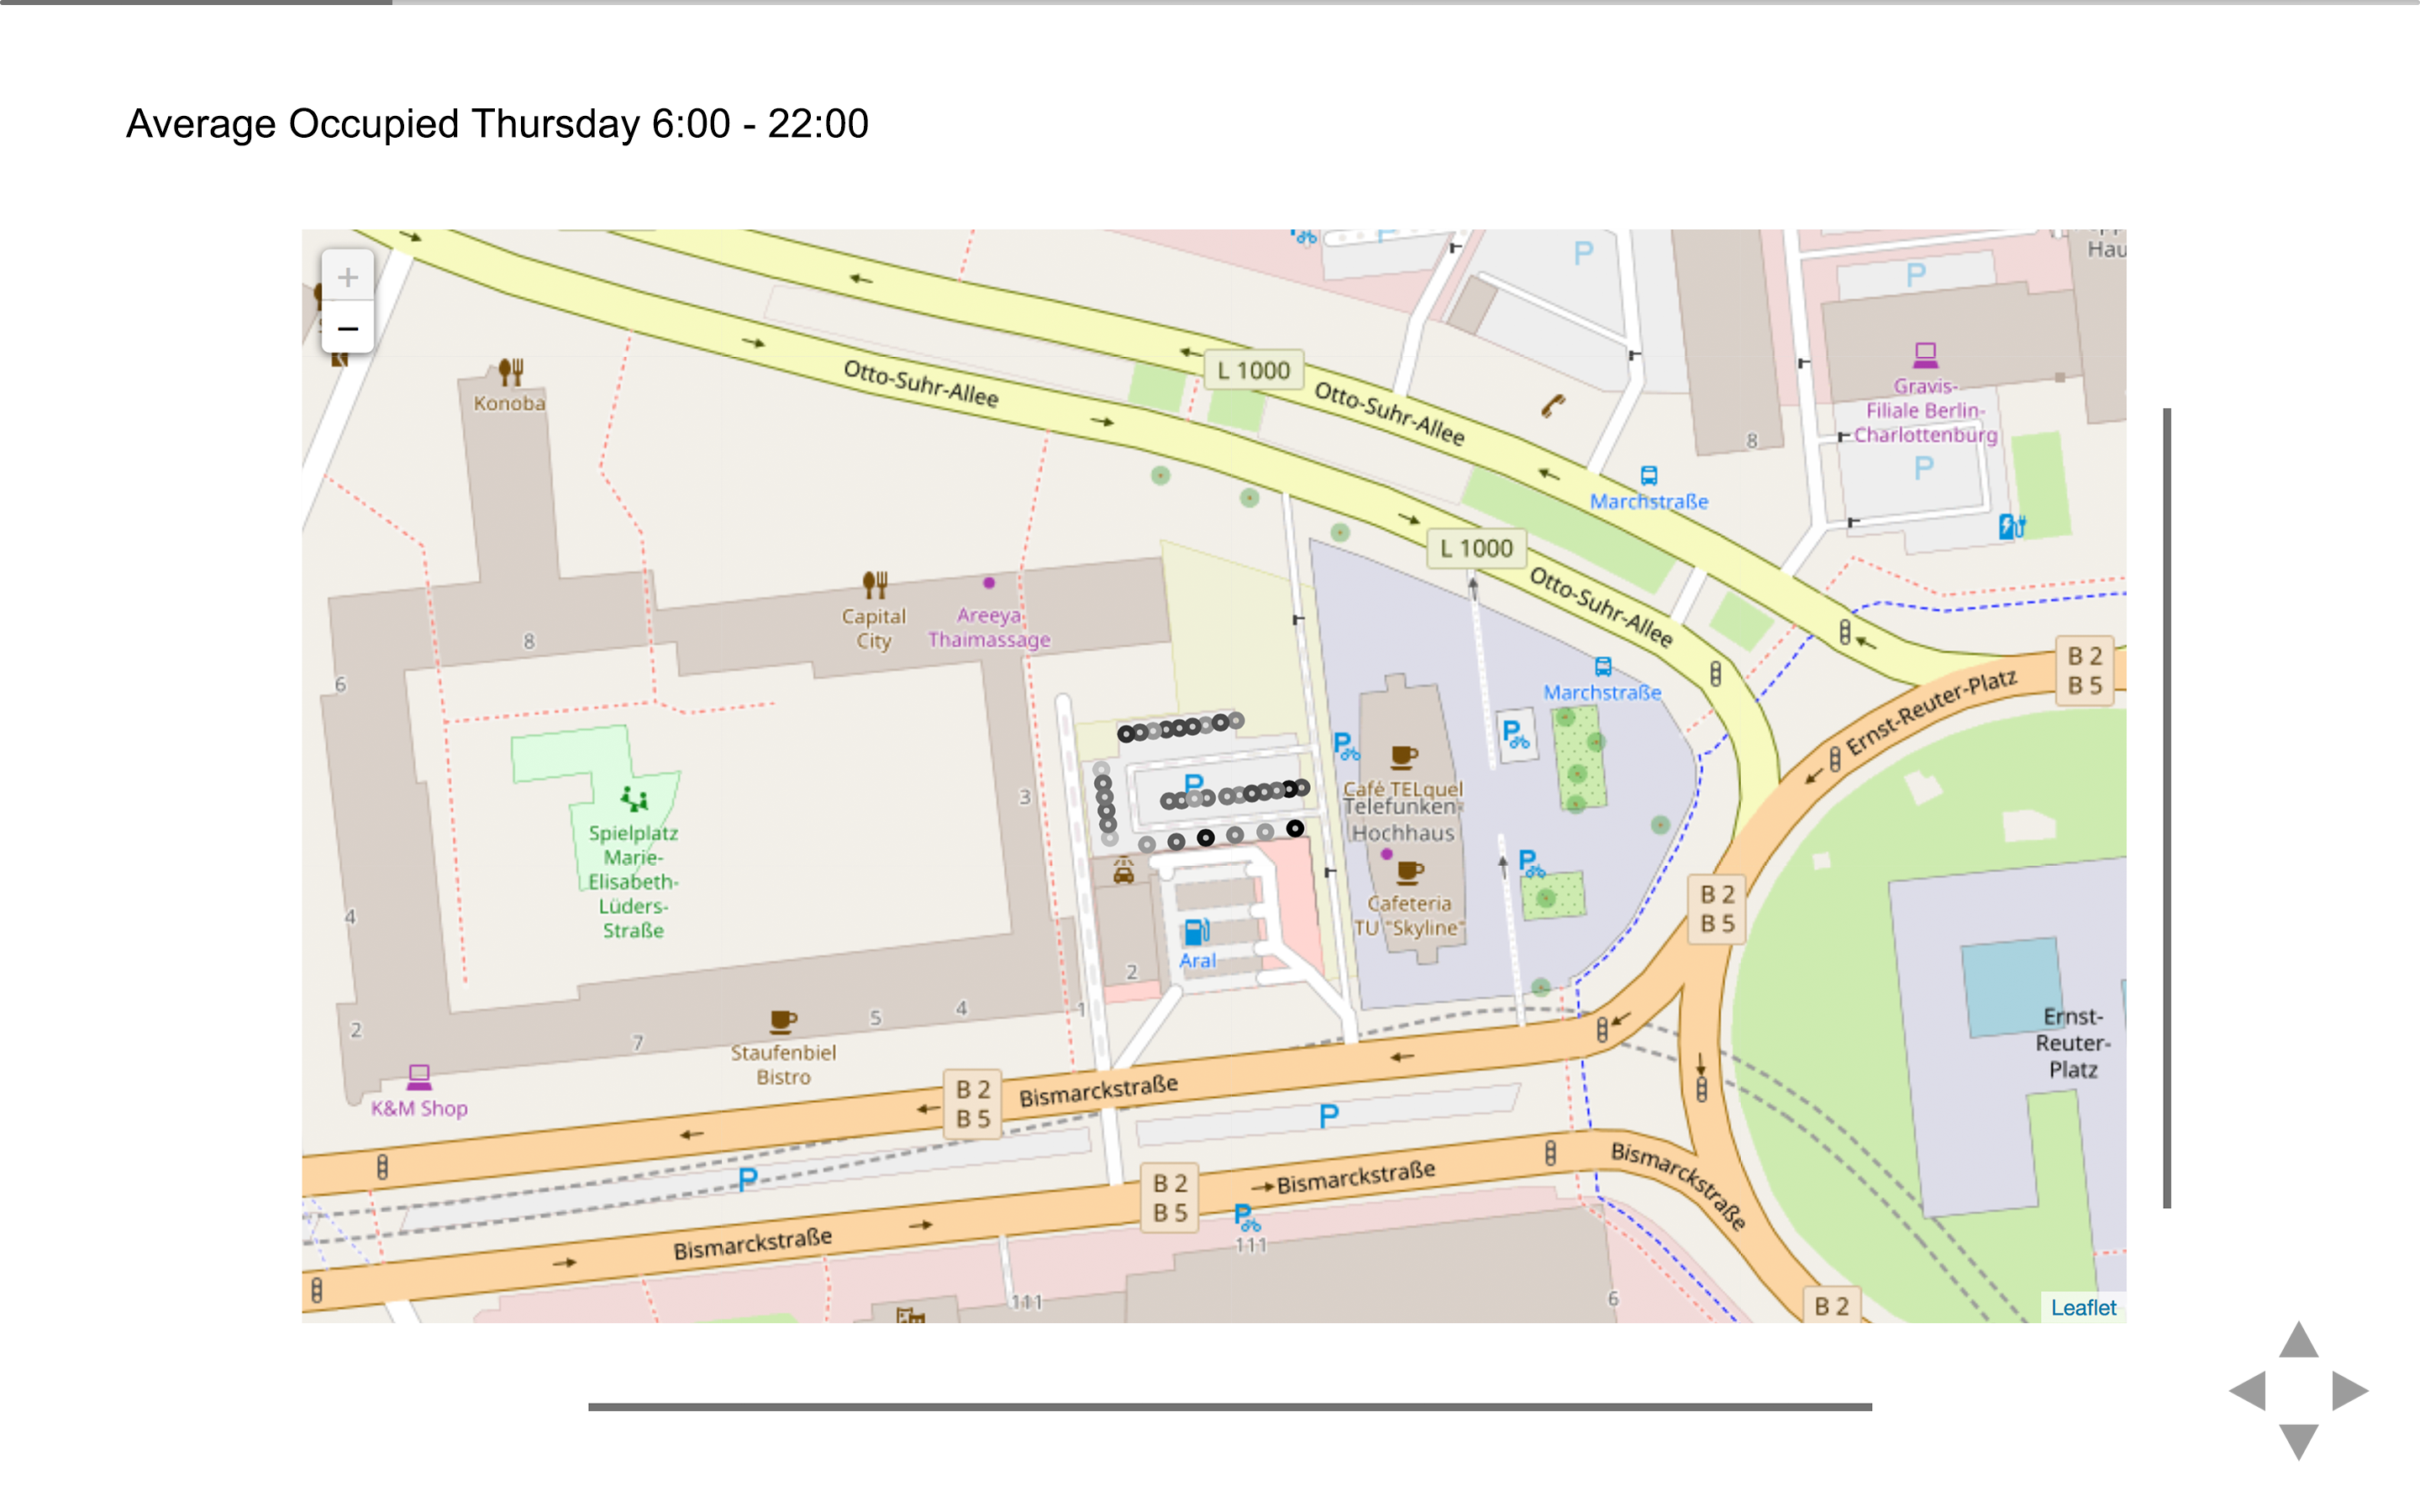 Average Occupied Thursday 6:00 - 22:00
+
−
P
P
P
Hau
L 1000
Otto-Suhr-Allee
Otto-Suhr-Allee
Konoba
Gravis-
Filiale Berlin-
Charlottenburg
8
P
Marchstraße
L 1000
Otto-Suhr-Allee
Capital
City
Areeya
Thaimassage
8
6
B 2
B 5
Ernst-Reuter-Platz
Marchstraße
P
P
P
3
Café TELquel
Telefunken-
Hochhaus
Spielplatz
Marie-
Elisabeth-
Lüders-
Straße
P
Cafeteria
TU "Skyline"
B 2
B 5
4
Aral
2
1
2
7
5
4
Staufenbiel
Bistro
Ernst-
Reuter-
Platz
K&M Shop
B 2
B 5
Bismarckstraße
P
P
B 2
B 5
Bismarckstraße
Bismarckstraße
Bismarckstraße
P
111
111
6
B 2
Leaflet